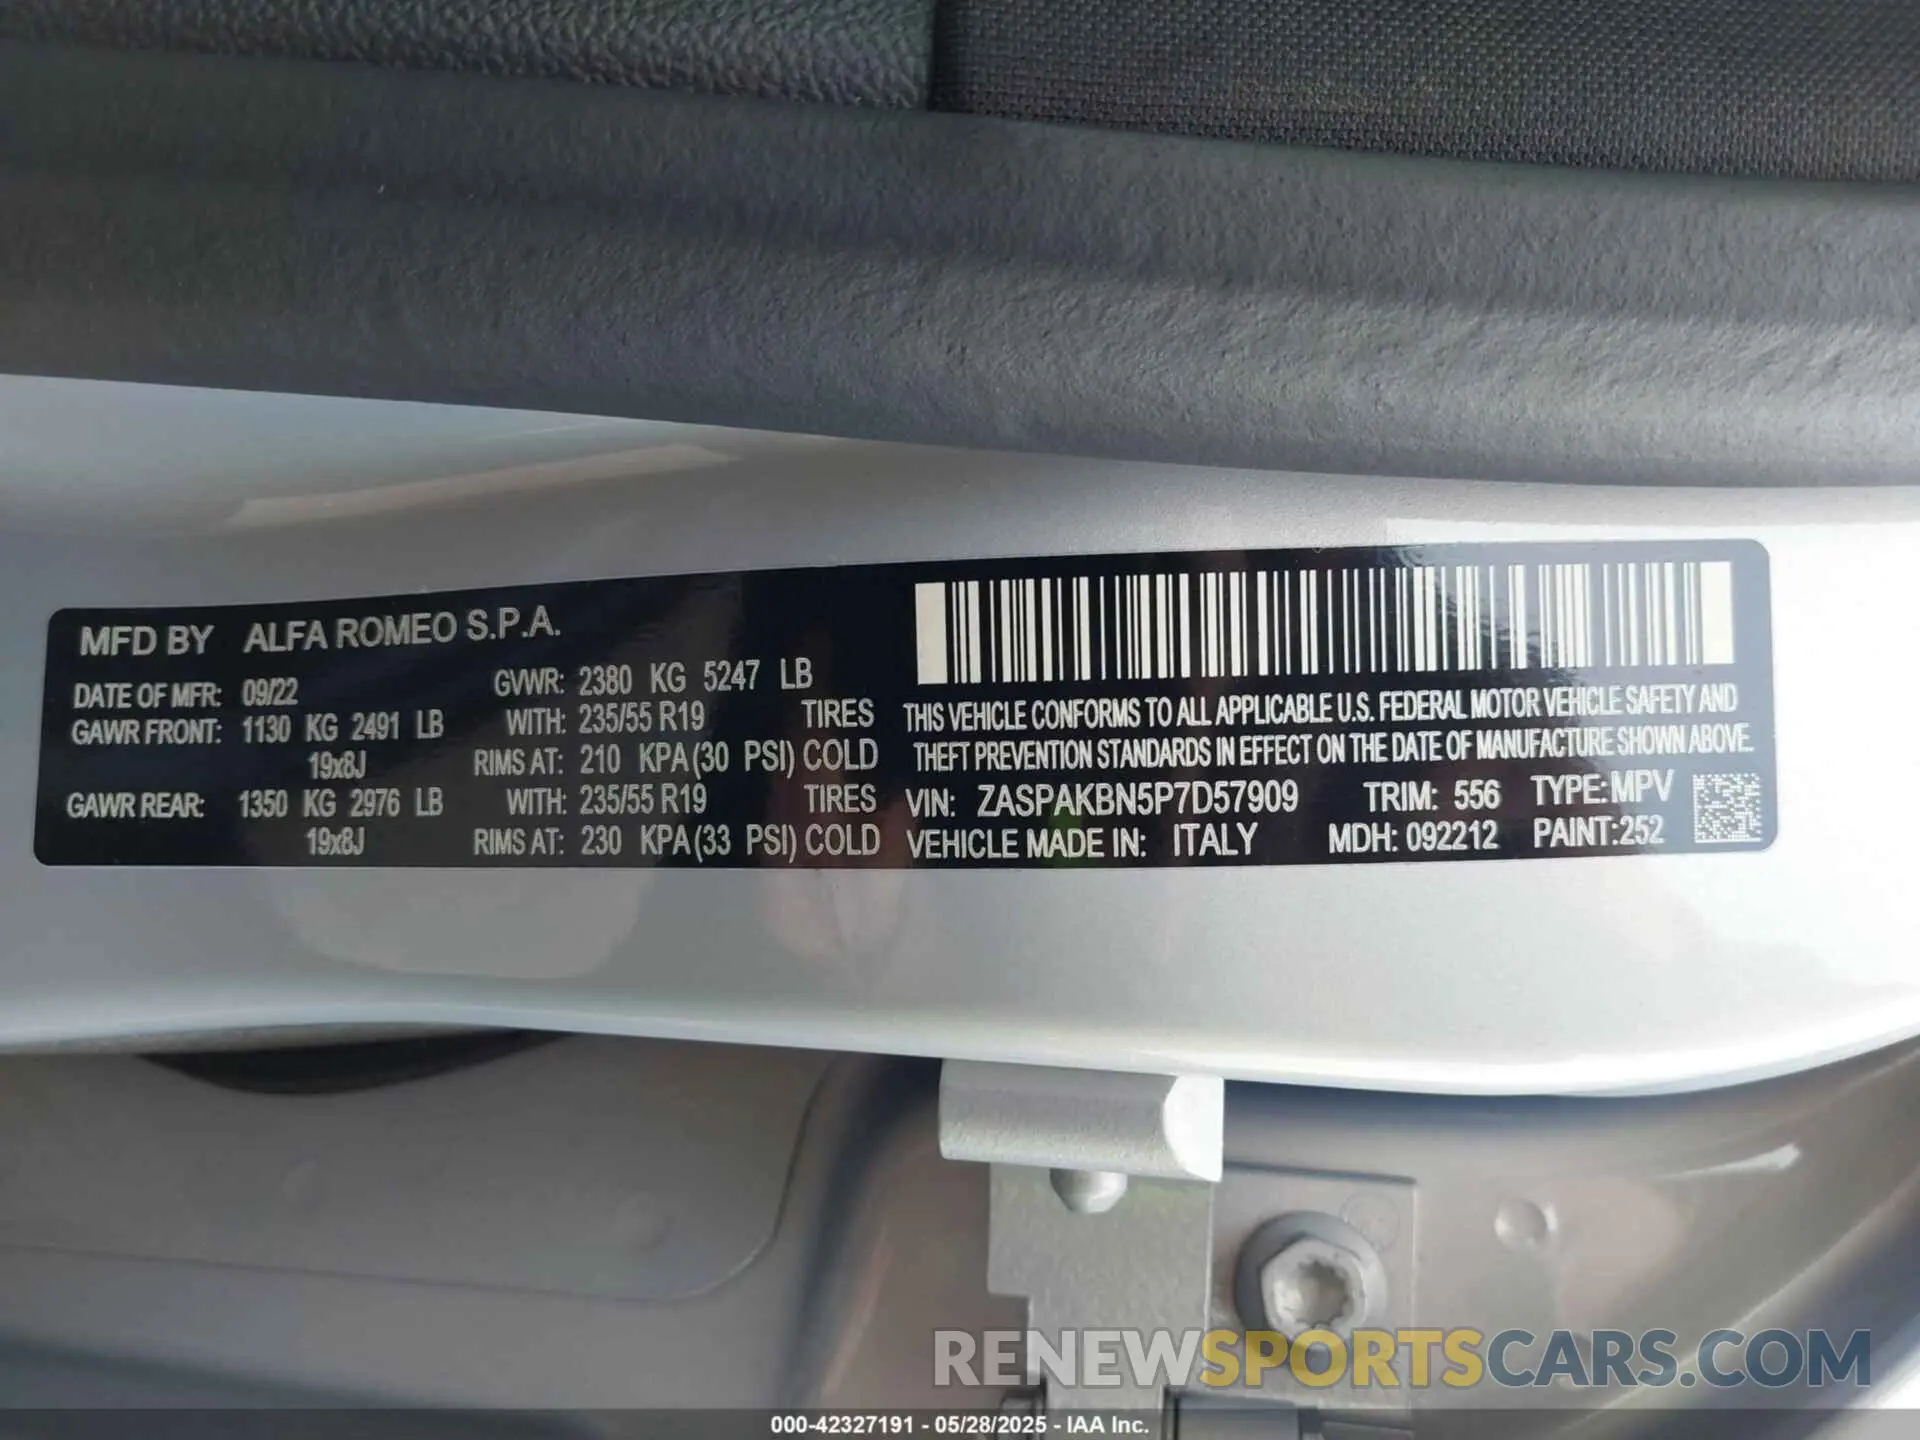 MFD BY ALFA ROMEO S.P.A.
DATE OF MFR: 09/22 GVWR: 2380 KG 5247 LB
GAWR FRONT: 1130 KG 2491 LB WITH: 235/55 R19 TIRES
19x8J RIMS AT: 210 KPA (30 PSI) COLD
GAWR REAR: 1350 KG 2976 LB WITH: 235/55 R19 TIRES
19x8J RIMS AT: 230 KPA (33 PSI) COLD
THIS VEHICLE CONFORMS TO ALL APPLICABLE U.S. FEDERAL MOTOR VEHICLE SAFETY AND
THEFT PREVENTION STANDARDS IN EFFECT ON THE DATE OF MANUFACTURE SHOWN ABOVE.
VIN: ZASPAKBN5P7D57909 TRIM: 556 TYPE: MPV
VEHICLE MADE IN: ITALY MDH: 092212 PAINT: 252
RENEWSPORTSCARS.COM
000-42327191 - 05/28/2025 - IAA Inc.